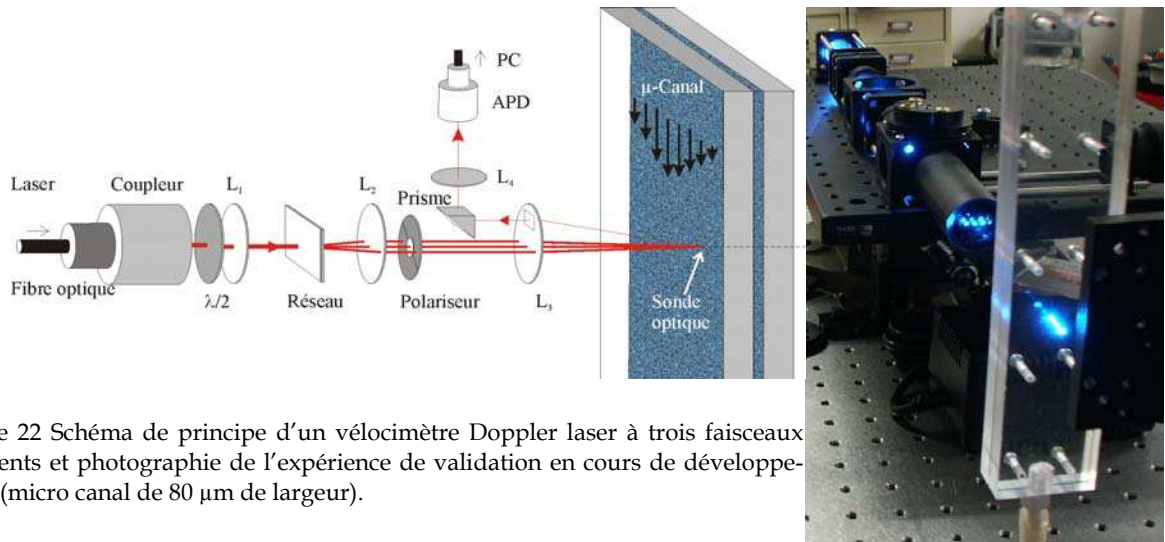 PC
APD
µ-Canal
L₄
Laser
Coupleur
L₁
L₂
Prisme
Fibre optique
λ/2
Réseau
Polariseur
L₃
Sonde
optique
e 22 Schéma de principe d'un vélocimètre Doppler laser à trois faisceaux
ents et photographie de l'expérience de validation en cours de développe-
(micro canal de 80 µm de largeur).